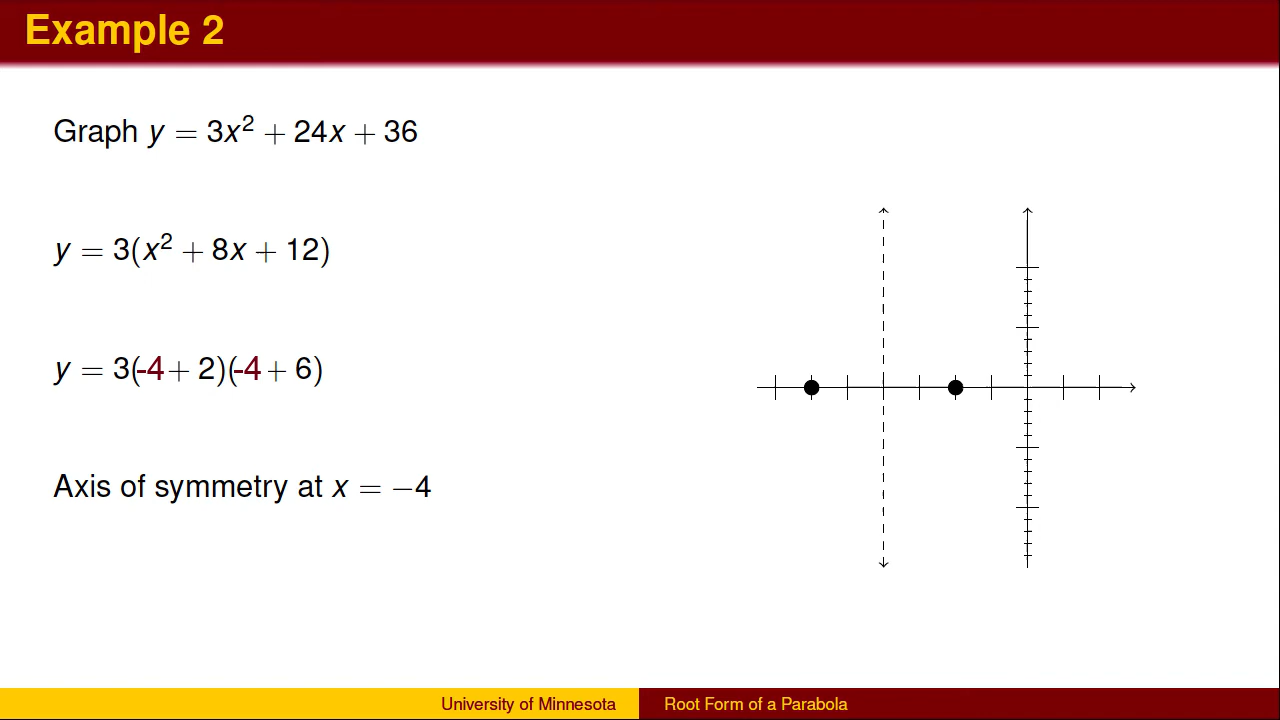 Example 2
Graph y = 3x² + 24x + 36
y = 3(x² + 8x + 12)
y = 3(-4 + 2)(-4 + 6)
Axis of symmetry at x = −4
University of Minnesota
Root Form of a Parabola